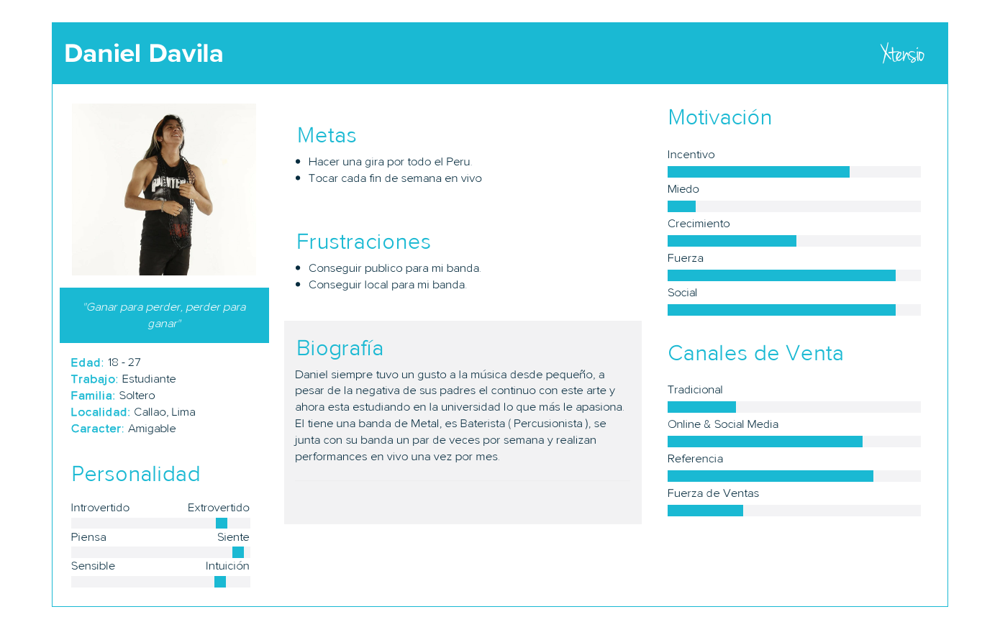 Daniel Davila
Xtensio
"Ganar para perder, perder para
ganar"
Edad: 18 - 27
Trabajo: Estudiante
Familia: Soltero
Localidad: Callao, Lima
Caracter: Amigable
Personalidad
Introvertido Extrovertido
Piensa Siente
Sensible Intuición
Metas
• Hacer una gira por todo el Peru.
• Tocar cada fin de semana en vivo
Frustraciones
• Conseguir publico para mi banda.
• Conseguir local para mi banda.
Biografía
Daniel siempre tuvo un gusto a la música desde pequeño, a
pesar de la negativa de sus padres el continuo con este arte y
ahora esta estudiando en la universidad lo que más le apasiona.
El tiene una banda de Metal, es Baterista ( Percusionista ), se
junta con su banda un par de veces por semana y realizan
performances en vivo una vez por mes.
Motivación
Incentivo
Miedo
Crecimiento
Fuerza
Social
Canales de Venta
Tradicional
Online & Social Media
Referencia
Fuerza de Ventas